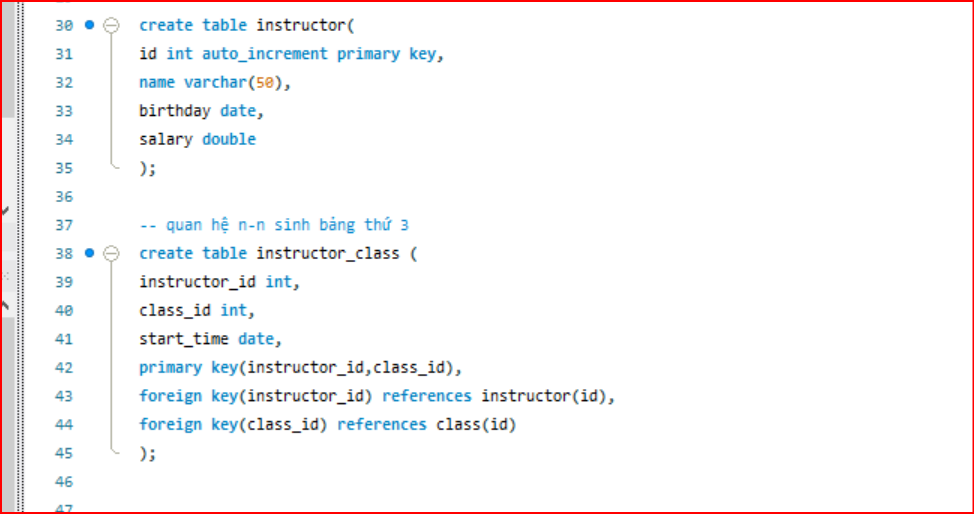 30 create table instructor(
31 id int auto_increment primary key,
32 name varchar(50),
33 birthday date,
34 salary double
35 );
36
37 -- quan hệ n-n sinh bảng thứ 3
38 create table instructor_class (
39 instructor_id int,
40 class_id int,
41 start_time date,
42 primary key(instructor_id,class_id),
43 foreign key(instructor_id) references instructor(id),
44 foreign key(class_id) references class(id)
45 );
46
47